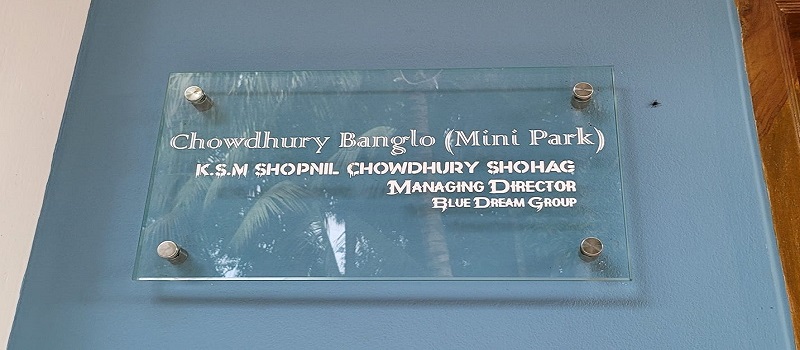 Chowdhury Banglo (Mini Park)
K.S.M SHOPNIL CHOWDHURY SHOHAG
MANAGING DIRECTOR
BLUE DREAM GROUP